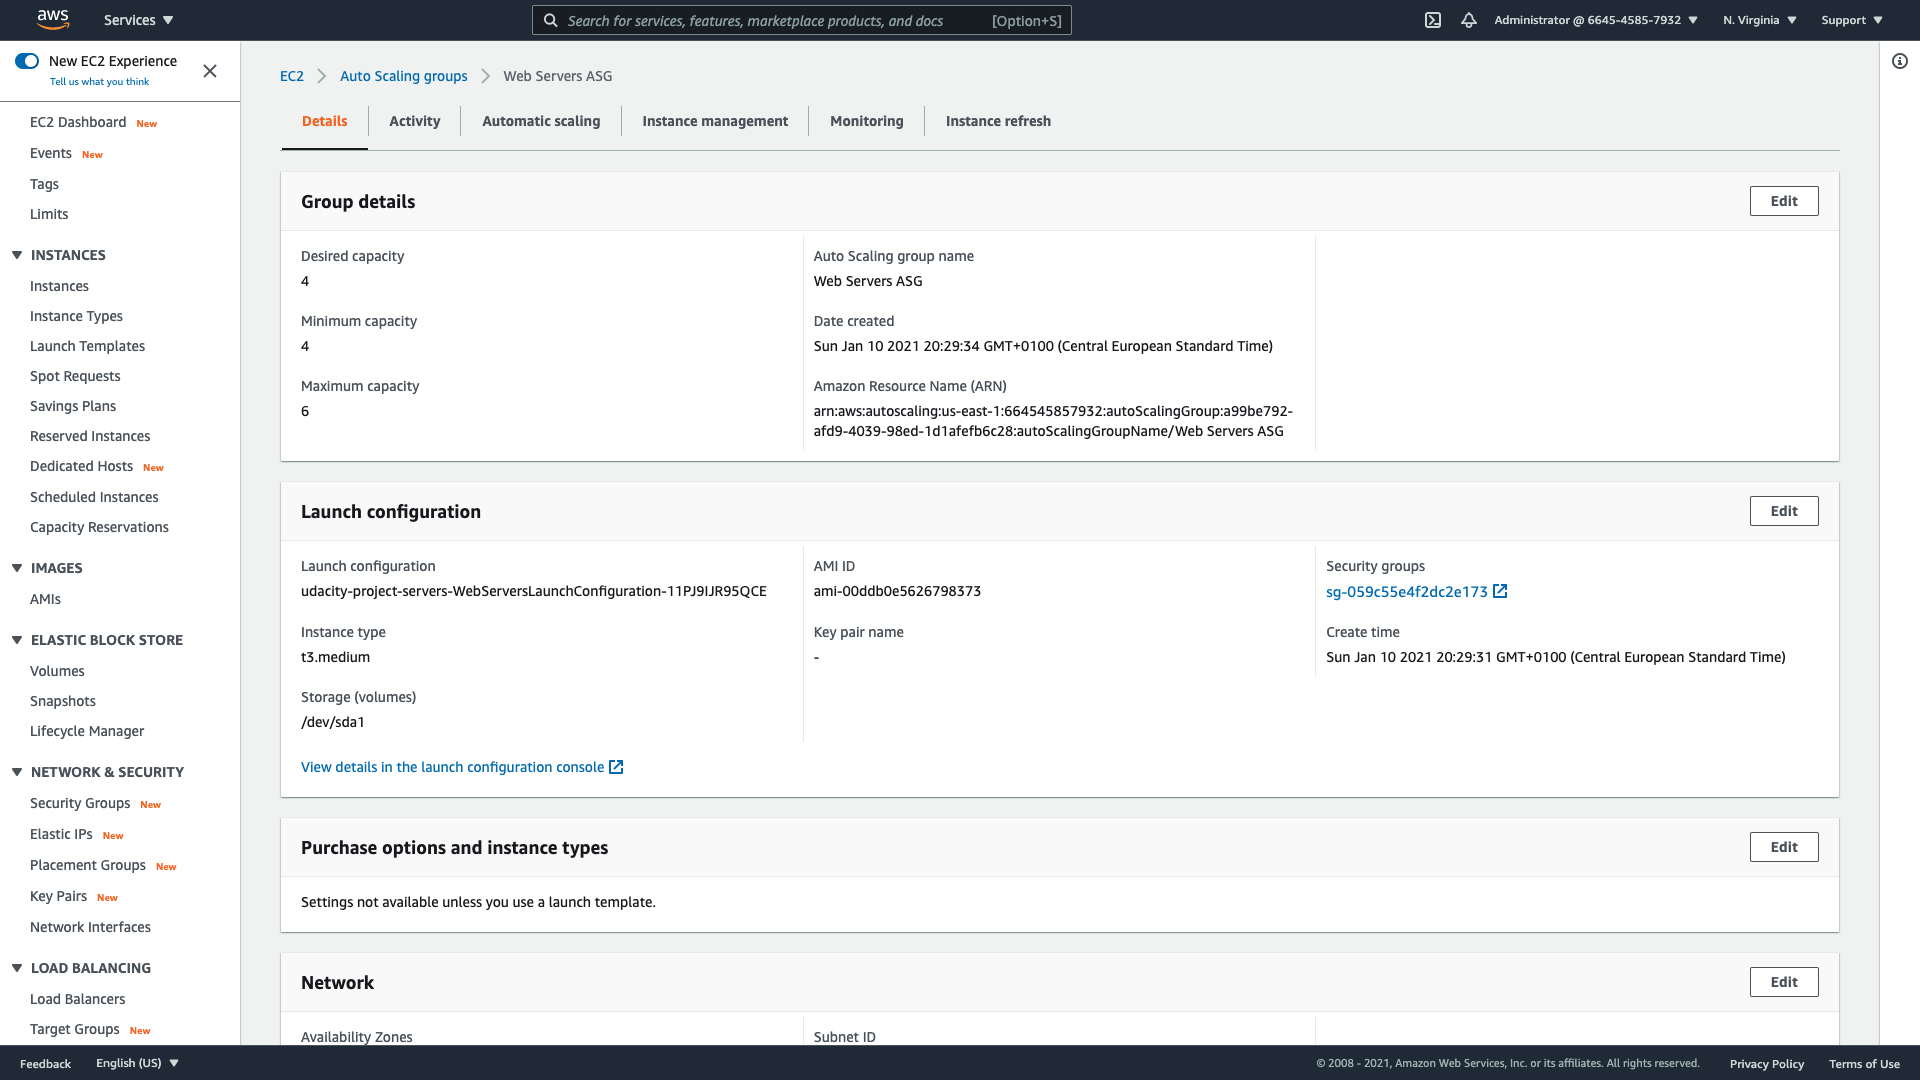 aws
Services
Search for services, features, marketplace products, and docs [Option+S]
Administrator @ 6645-4585-7932
N. Virginia
Support
New EC2 Experience
Tell us what you think
EC2 Dashboard New
Events New
Tags
Limits
INSTANCES
Instances
Instance Types
Launch Templates
Spot Requests
Savings Plans
Reserved Instances
Dedicated Hosts New
Scheduled Instances
Capacity Reservations
IMAGES
AMIs
ELASTIC BLOCK STORE
Volumes
Snapshots
Lifecycle Manager
NETWORK & SECURITY
Security Groups New
Elastic IPs New
Placement Groups New
Key Pairs New
Network Interfaces
LOAD BALANCING
Load Balancers
Target Groups New
EC2 > Auto Scaling groups > Web Servers ASG
Details
Activity
Automatic scaling
Instance management
Monitoring
Instance refresh
Group details
Edit
Desired capacity
4
Minimum capacity
4
Maximum capacity
6
Auto Scaling group name
Web Servers ASG
Date created
Sun Jan 10 2021 20:29:34 GMT+0100 (Central European Standard Time)
Amazon Resource Name (ARN)
arn:aws:autoscaling:us-east-1:664545857932:autoScalingGroup:a99be792-
afd9-4039-98ed-1d1afefb6c28:autoScalingGroupName/Web Servers ASG
Launch configuration
Edit
Launch configuration
udacity-project-servers-WebServersLaunchConfiguration-11PJ9IJR95QCE
Instance type
t3.medium
Storage (volumes)
/dev/sda1
AMI ID
ami-00ddb0e5626798373
Key pair name
-
Security groups
sg-059c55e4f2dc2e173
Create time
Sun Jan 10 2021 20:29:31 GMT+0100 (Central European Standard Time)
View details in the launch configuration console
Purchase options and instance types
Edit
Settings not available unless you use a launch template.
Network
Edit
Availability Zones
Subnet ID
Feedback
English (US)
© 2008 - 2021, Amazon Web Services, Inc. or its affiliates. All rights reserved.
Privacy Policy
Terms of Use